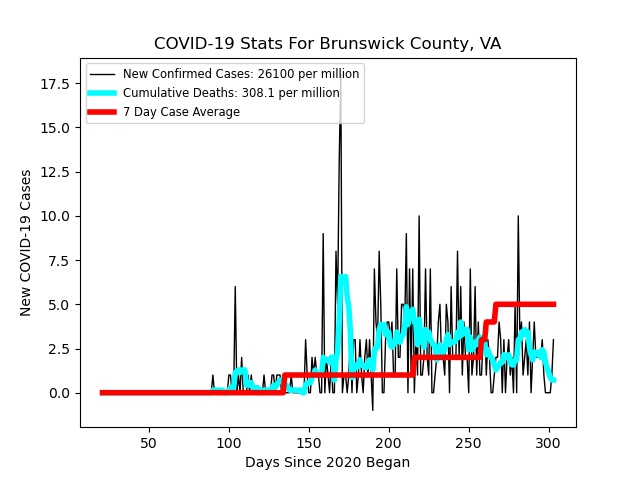 COVID-19 Stats For Brunswick County, VA
New Confirmed Cases: 26100 per million
Cumulative Deaths: 308.1 per million
7 Day Case Average
17.5
15.0
12.5
10.0
7.5
5.0
2.5
0.0
New COVID-19 Cases
50 100 150 200 250 300
Days Since 2020 Began